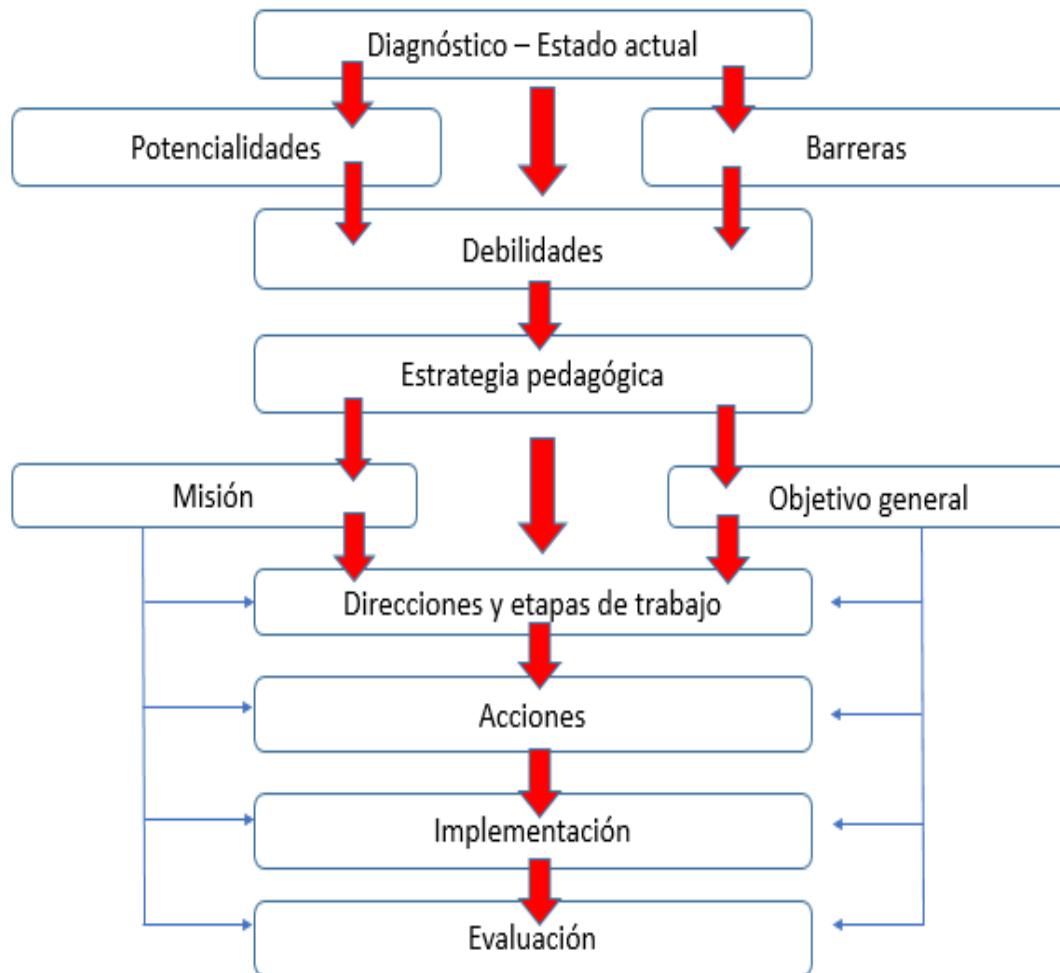 Diagnóstico – Estado actual
Potencialidades
Barreras
Debilidades
Estrategia pedagógica
Misión
Objetivo general
Direcciones y etapas de trabajo
Acciones
Implementación
Evaluación